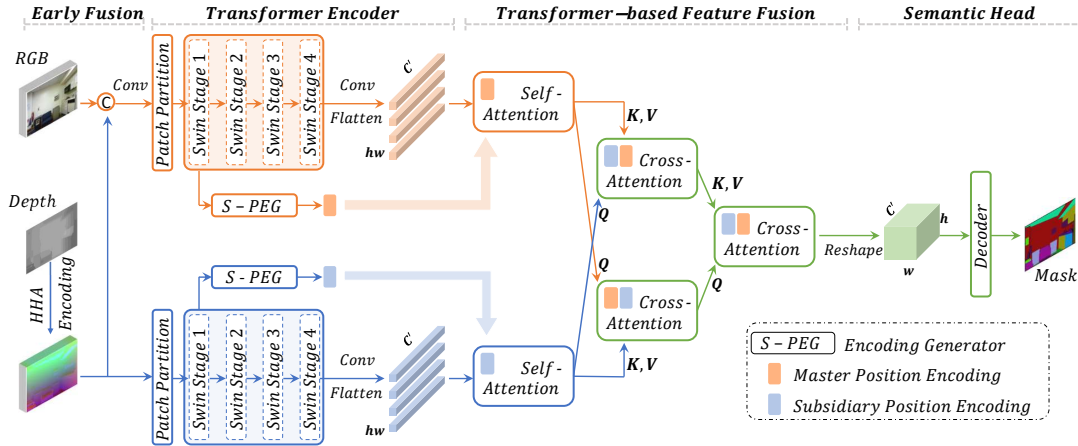 Early Fusion
Transformer Encoder
Transformer-based Feature Fusion
Semantic Head
RGB
C
Conv
Patch Partition
Swin Stage 1
Swin Stage 2
Swin Stage 3
Swin Stage 4
Conv
Flatten
C'
hw
Self-
Attention
K, V
Cross-
Attention
K, V
S-PEG
Q
Depth
HHA
Encoding
Cross-
Attention
Reshape
C'
h
w
Decoder
Mask
S-PEG
Q
Cross-
Attention
Q
K, V
Patch Partition
Swin Stage 1
Swin Stage 2
Swin Stage 3
Swin Stage 4
Conv
Flatten
C'
hw
Self-
Attention
S-PEG Encoding Generator
Master Position Encoding
Subsidiary Position Encoding